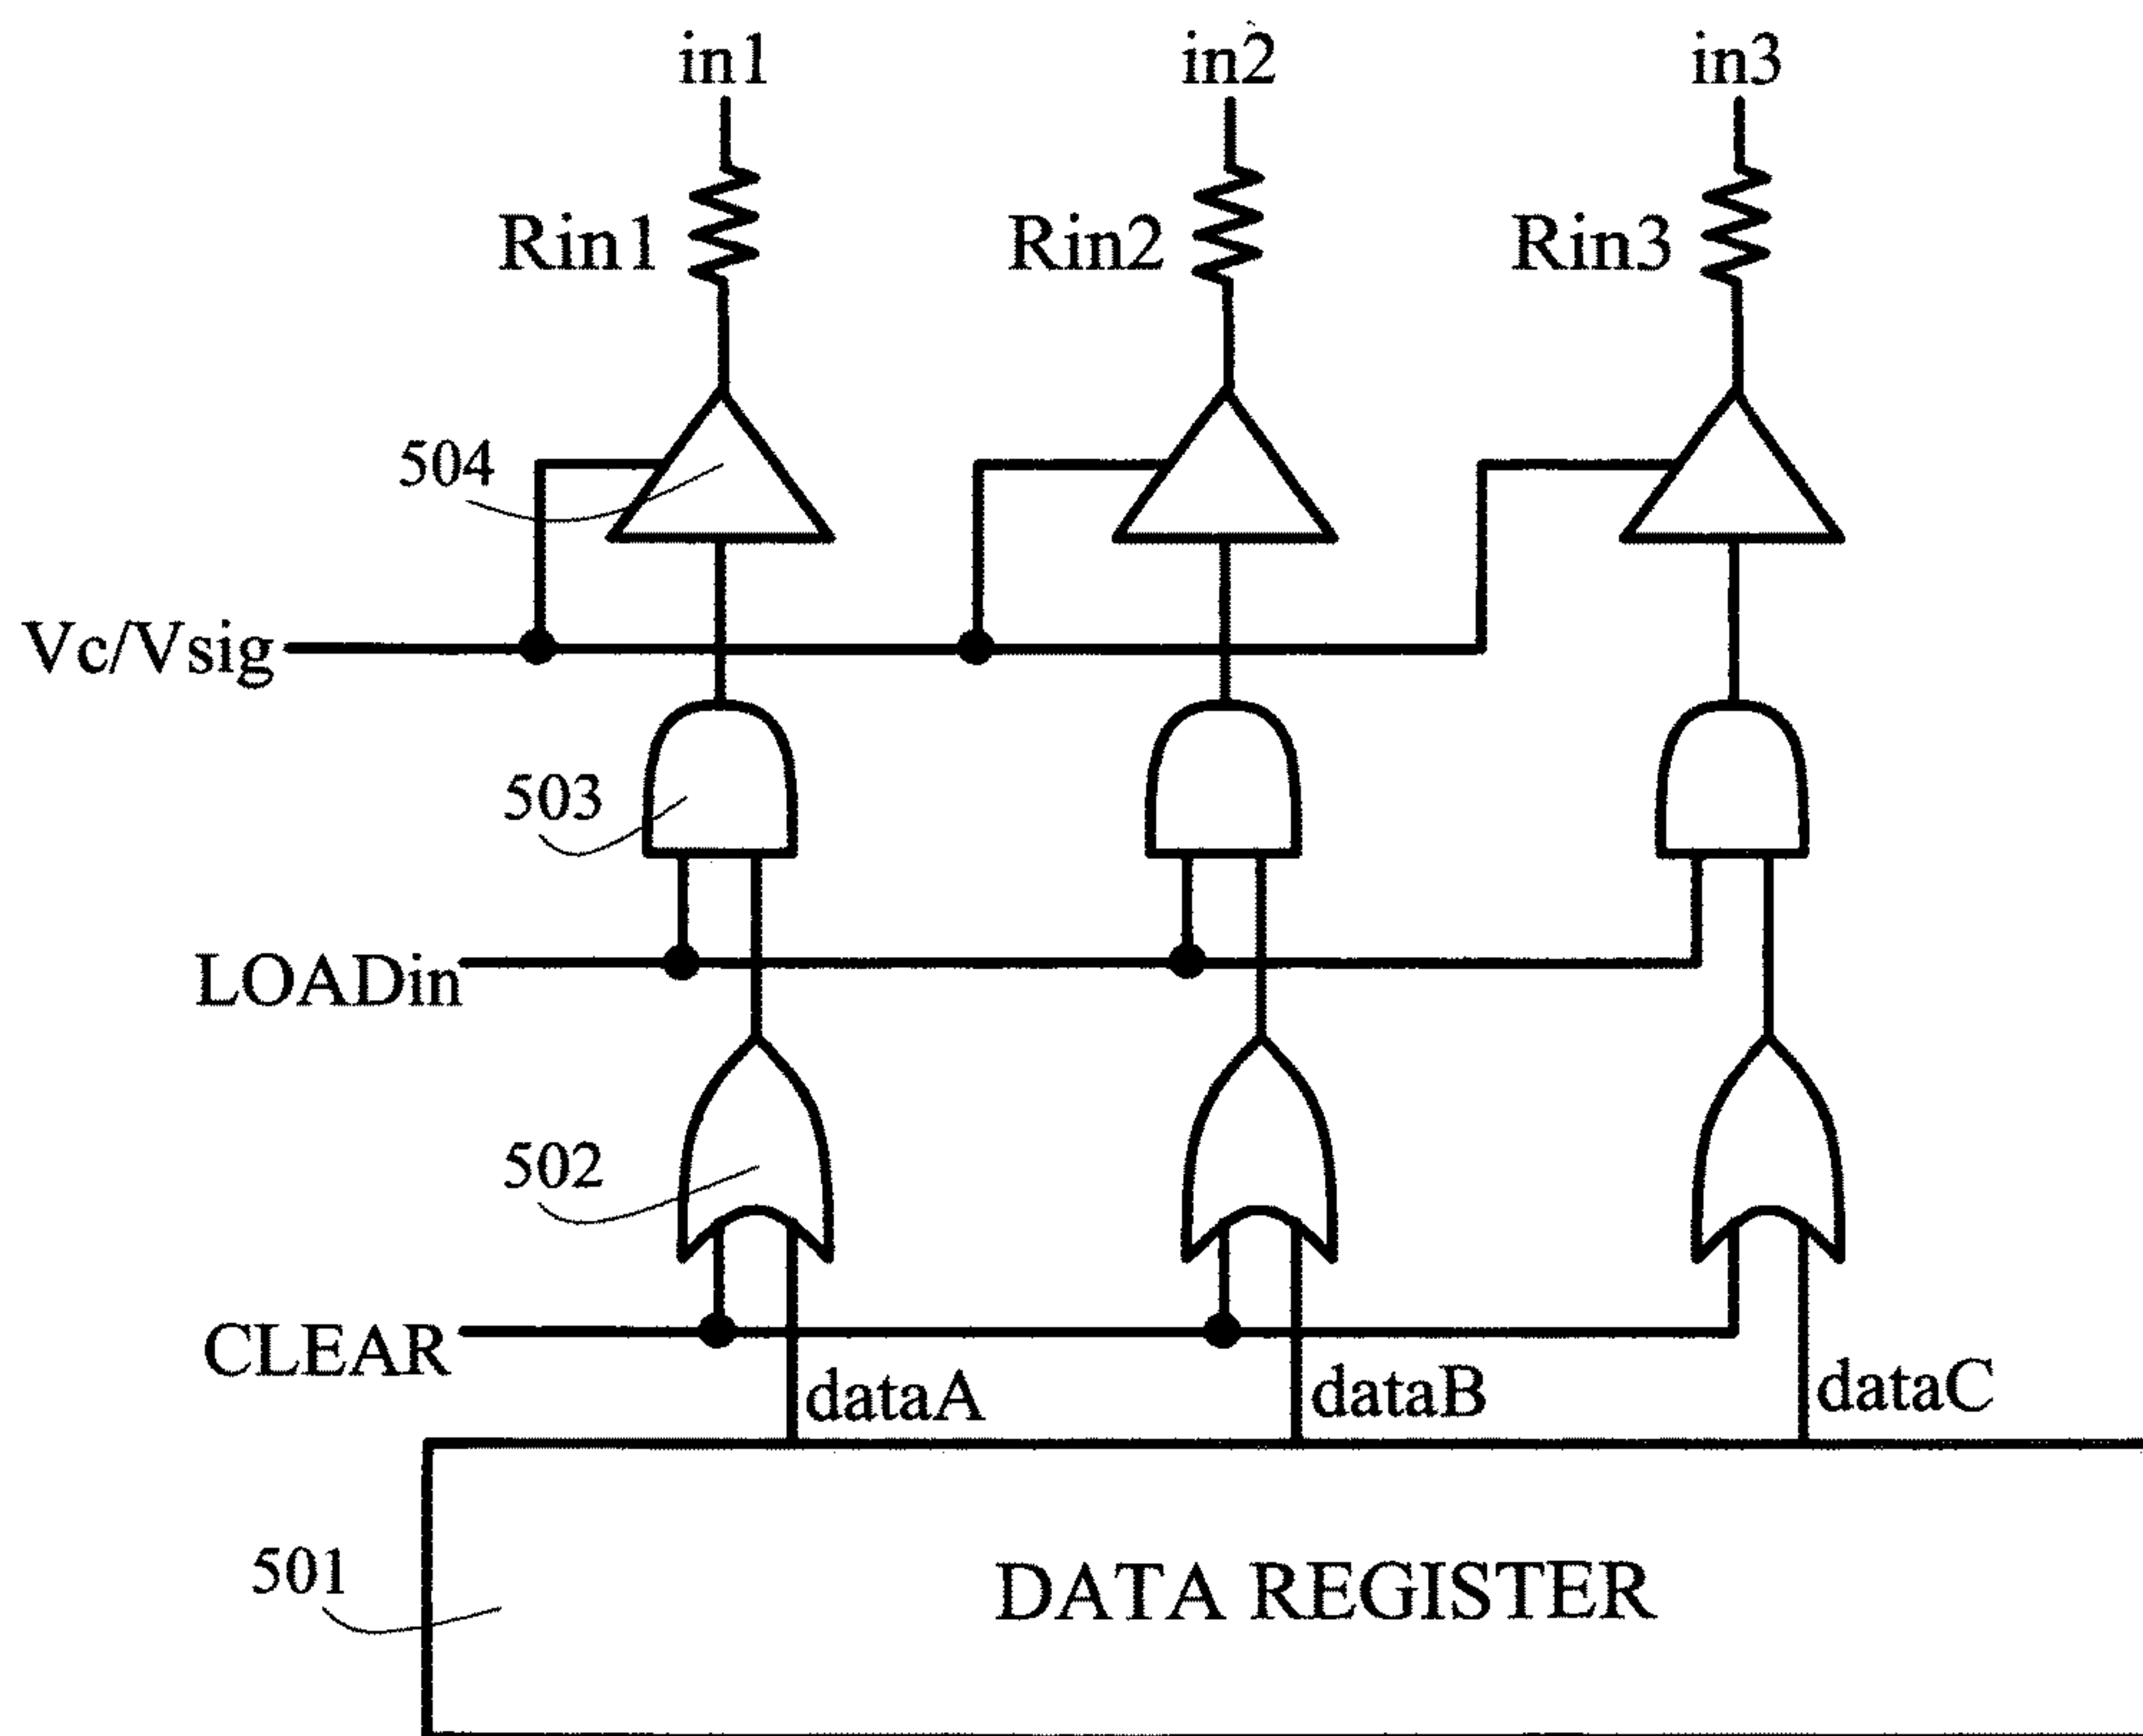 in1 in2 in3
Rin1 Rin2 Rin3
504
Vc/Vsig
503
LOADin
502
CLEAR
dataA dataB dataC
501 DATA REGISTER